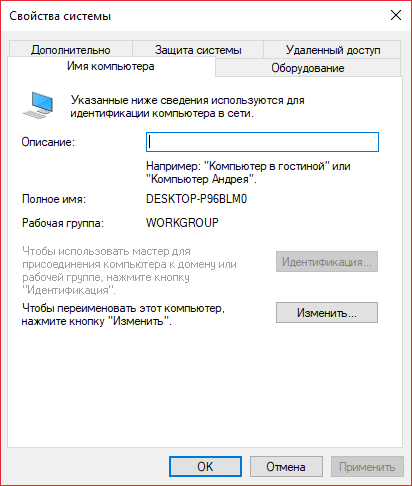 Свойства системы
Дополнительно
Защита системы
Удаленный доступ
Имя компьютера
Оборудование
Указанные ниже сведения используются для
идентификации компьютера в сети.
Описание:
Например: "Компьютер в гостиной" или
"Компьютер Андрея".
Полное имя: DESKTOP-P96BLM0
Рабочая группа: WORKGROUP
Чтобы использовать мастер для
присоединения компьютера к домену или
рабочей группе, нажмите кнопку
"Идентификация".
Идентификация...
Чтобы переименовать этот компьютер,
нажмите кнопку "Изменить".
Изменить...
ОК
Отмена
Применить